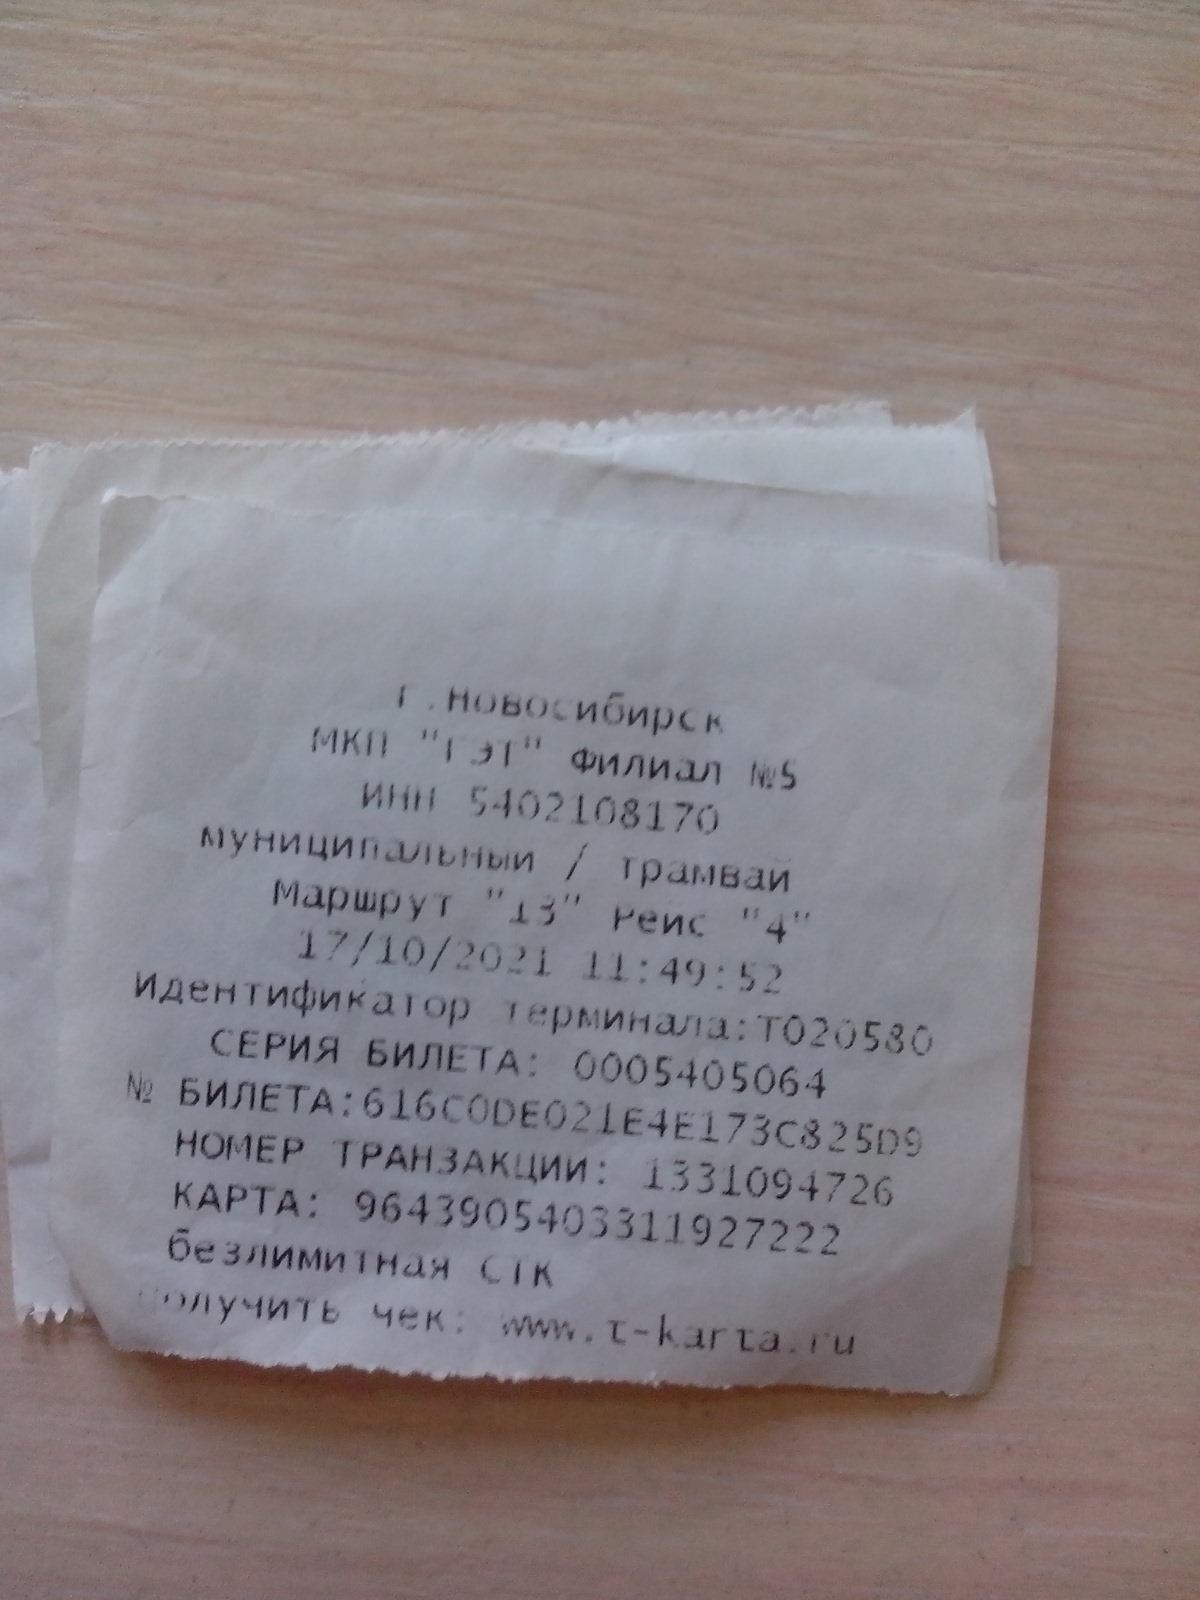 г.Новосибирск
МКП "ГЭТ" Филиал №5
ИНН 5402108170
муниципальный / трамвай
Маршрут "13" Рейс "4"
17/10/2021 11:49:52
Идентификатор терминала:T020580
СЕРИЯ БИЛЕТА: 0005405064
№ БИЛЕТА:616C0DE021E4E173C825D9
НОМЕР ТРАНЗАКЦИИ: 1331094726
КАРТА: 9643905403311927222
безлимитная СТК
получить чек: www.t-karta.ru